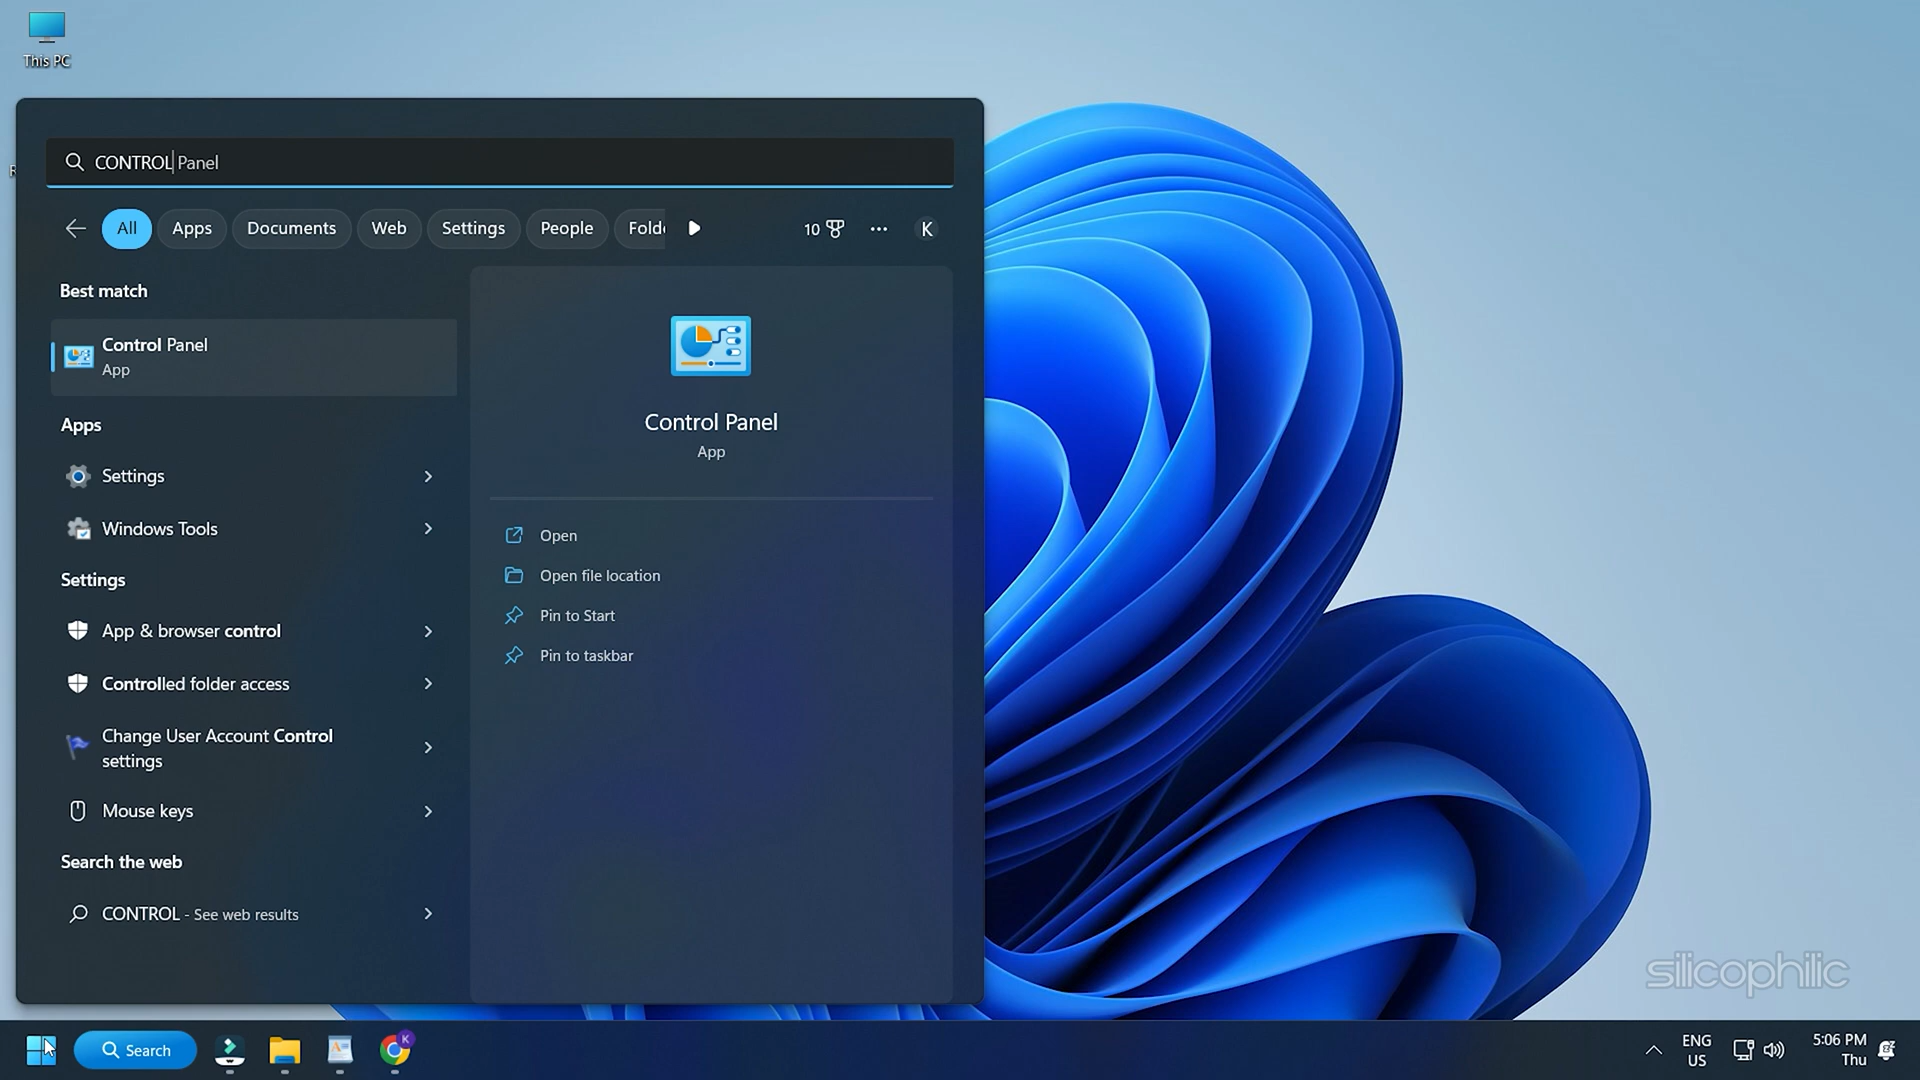 This PC
CONTROL Panel
All
Apps
Documents
Web
Settings
People
Folde
10
K
Best match
Control Panel
App
Apps
Settings
Windows Tools
Settings
App & browser control
Controlled folder access
Change User Account Control
settings
Mouse keys
Search the web
CONTROL - See web results
Control Panel
App
Open
Open file location
Pin to Start
Pin to taskbar
silicophilic
Search
K
ENG
US
5:06 PM
Thu